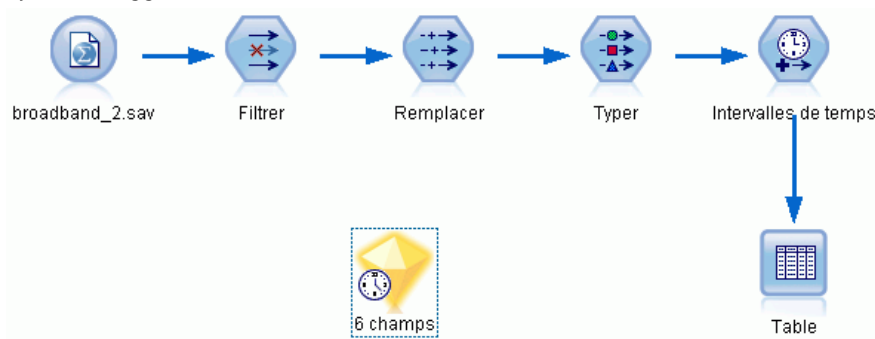 broadband_2.sav
Filtrer
Remplacer
Typer
Intervalles de temps
6 champs
Table